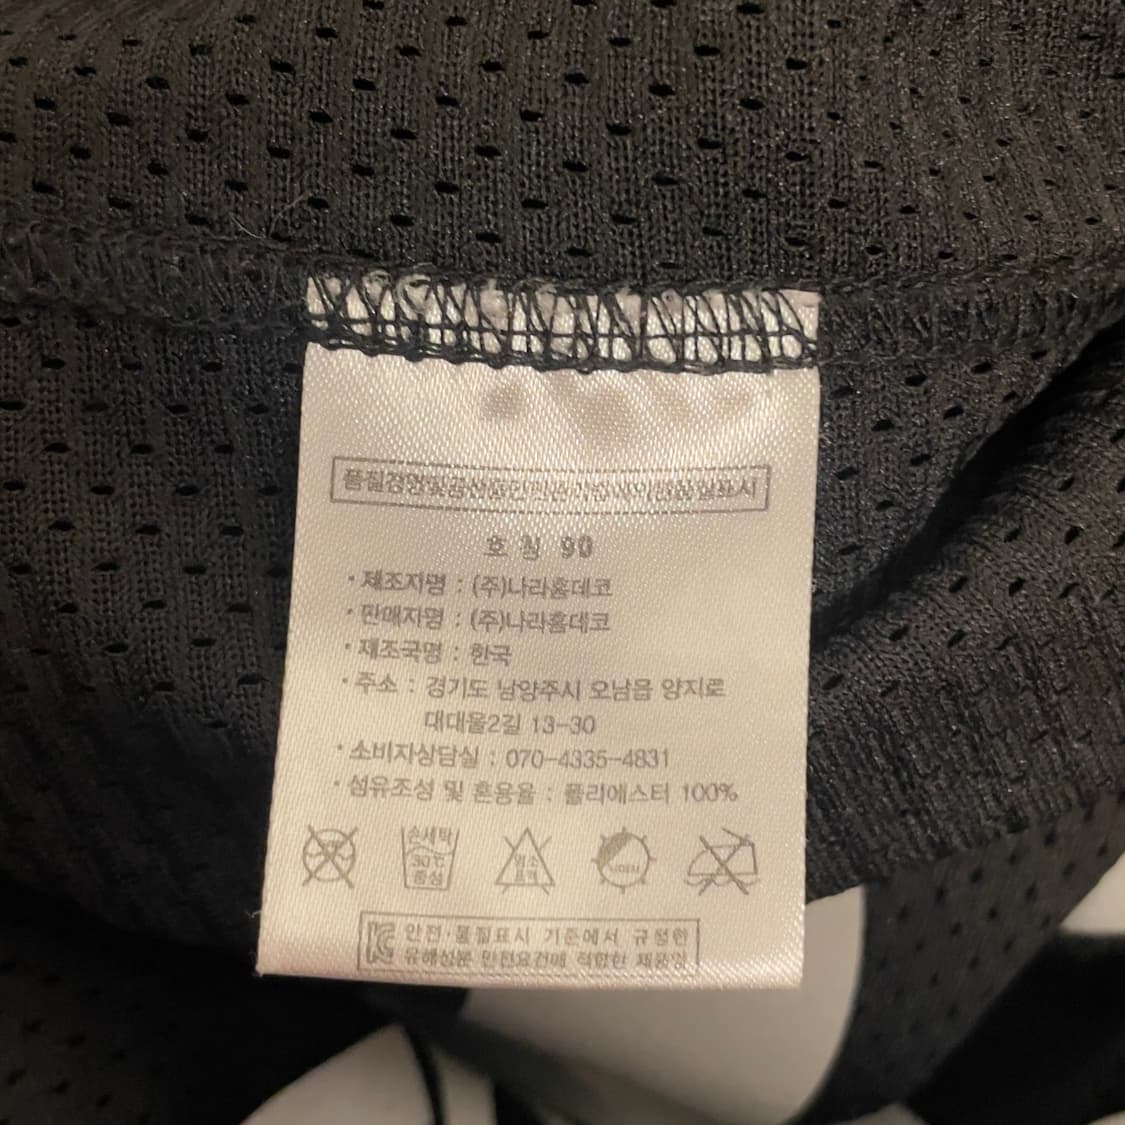 호 칭 90
· 제조자명 : (주)나라홈데코
· 판매자명 : (주)나라홈데코
· 제조국명 : 한국
· 주소 : 경기도 남양주시 오남읍 양지로
대대울2길 13-30
· 소비자상담실 : 070-4335-4831
· 섬유조성 및 혼용율 : 폴리에스터 100%
손세탁
30℃
중성
염소
표백
KC 안전·품질표시 기준에서 규정한
유해성분 안전요건에 적합한 제품임